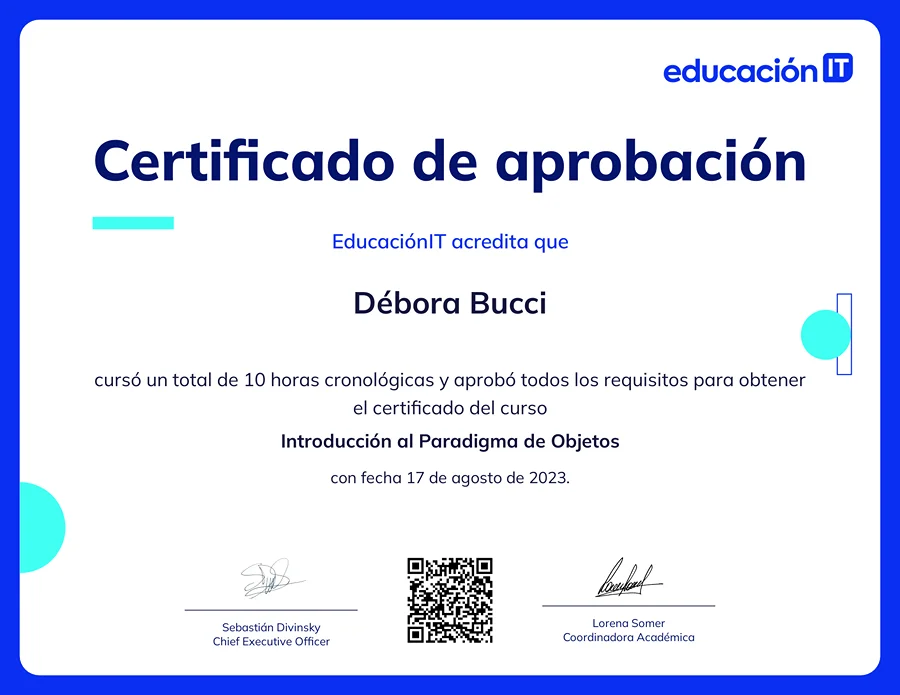 educación IT
Certificado de aprobación
EducaciónIT acredita que
Débora Bucci
cursó un total de 10 horas cronológicas y aprobó todos los requisitos para obtener
el certificado del curso
Introducción al Paradigma de Objetos
con fecha 17 de agosto de 2023.
Sebastián Divinsky
Chief Executive Officer
Lorena Somer
Coordinadora Académica